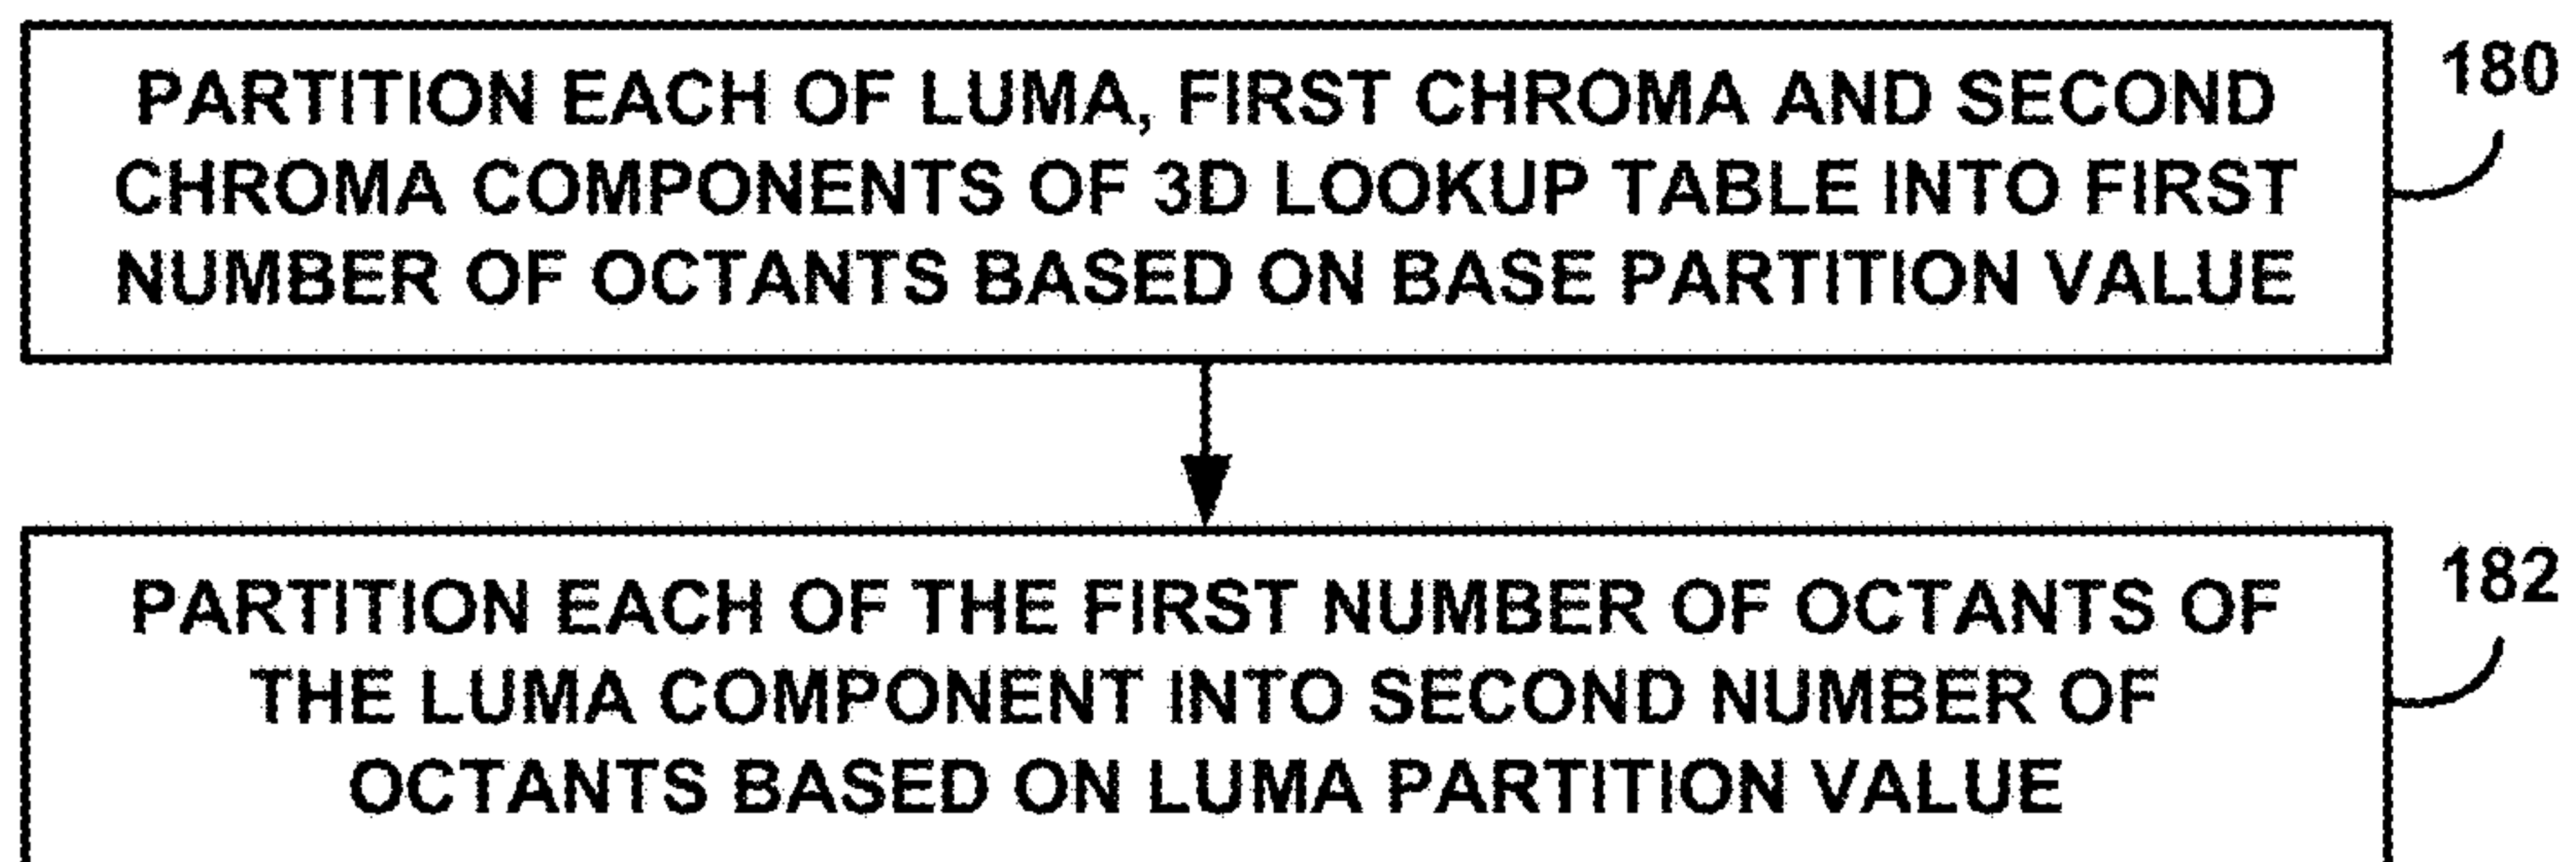 PARTITION EACH OF LUMA, FIRST CHROMA AND SECOND
CHROMA COMPONENTS OF 3D LOOKUP TABLE INTO FIRST
NUMBER OF OCTANTS BASED ON BASE PARTITION VALUE
180
PARTITION EACH OF THE FIRST NUMBER OF OCTANTS OF
THE LUMA COMPONENT INTO SECOND NUMBER OF
OCTANTS BASED ON LUMA PARTITION VALUE
182